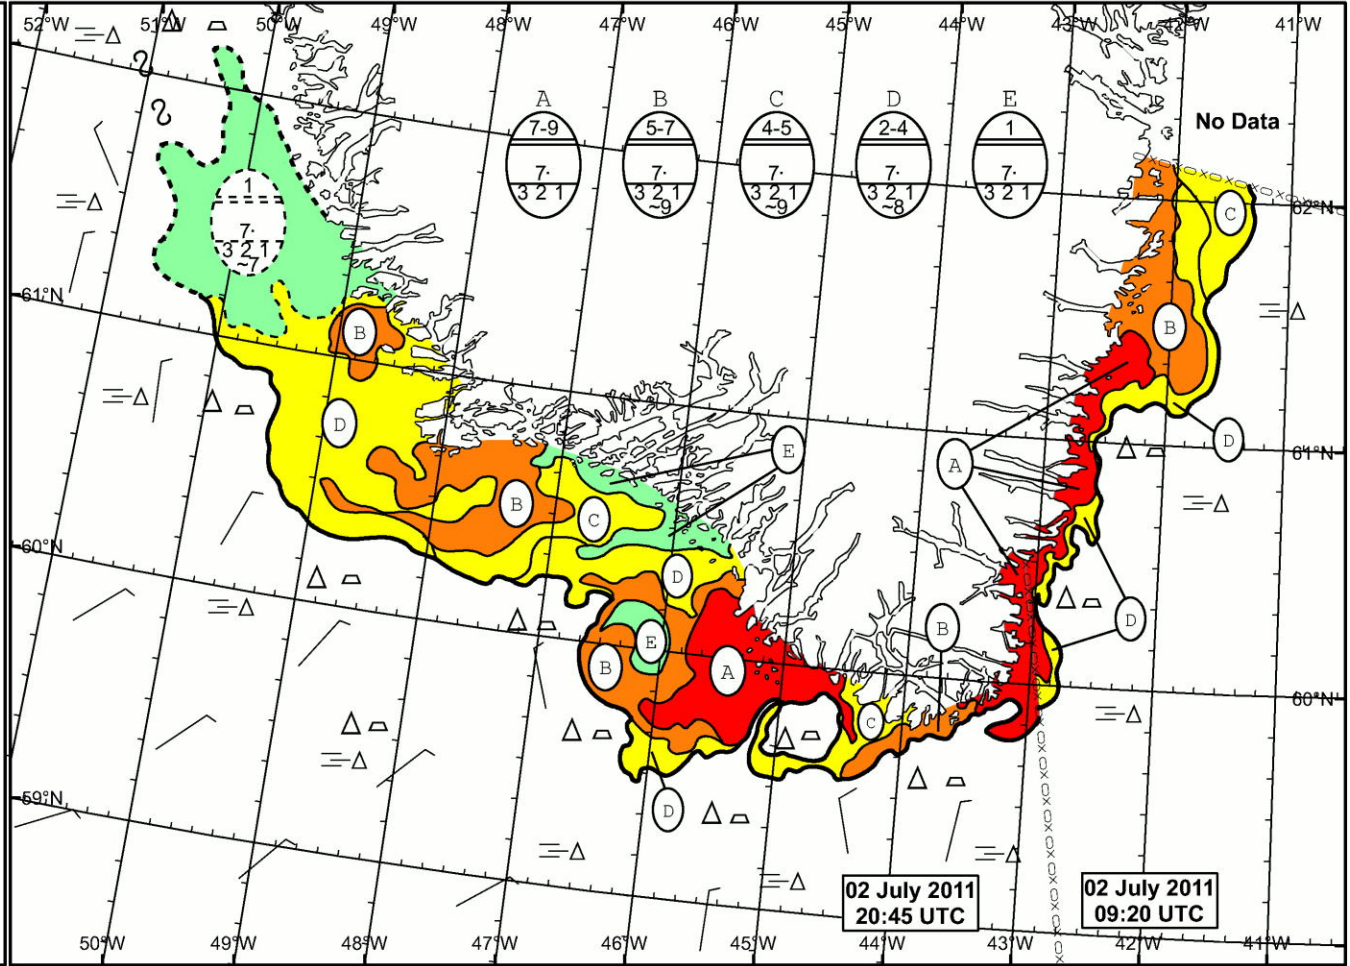 52°W 51°W 50°W 49°W 48°W 47°W 46°W 45°W 44°W 43°W 42°W 41°W
A B C D E
7-9 5-7 4-5 2-4 1
7· 7· 7· 7· 7·
3 2 1 3 2 1 3 2 1 3 2 1 3 2 1
~9 ~9 ~8
No Data
1
7·
3 2 1
~7
62°N
C
61°N
B
B
D
D
E
61°N
A
B
C
60°N
D
D
B
E
B
A
60°N
C
59°N
D
02 July 2011
20:45 UTC
02 July 2011
09:20 UTC
50°W 49°W 48°W 47°W 46°W 45°W 44°W 43°W 42°W 41°W